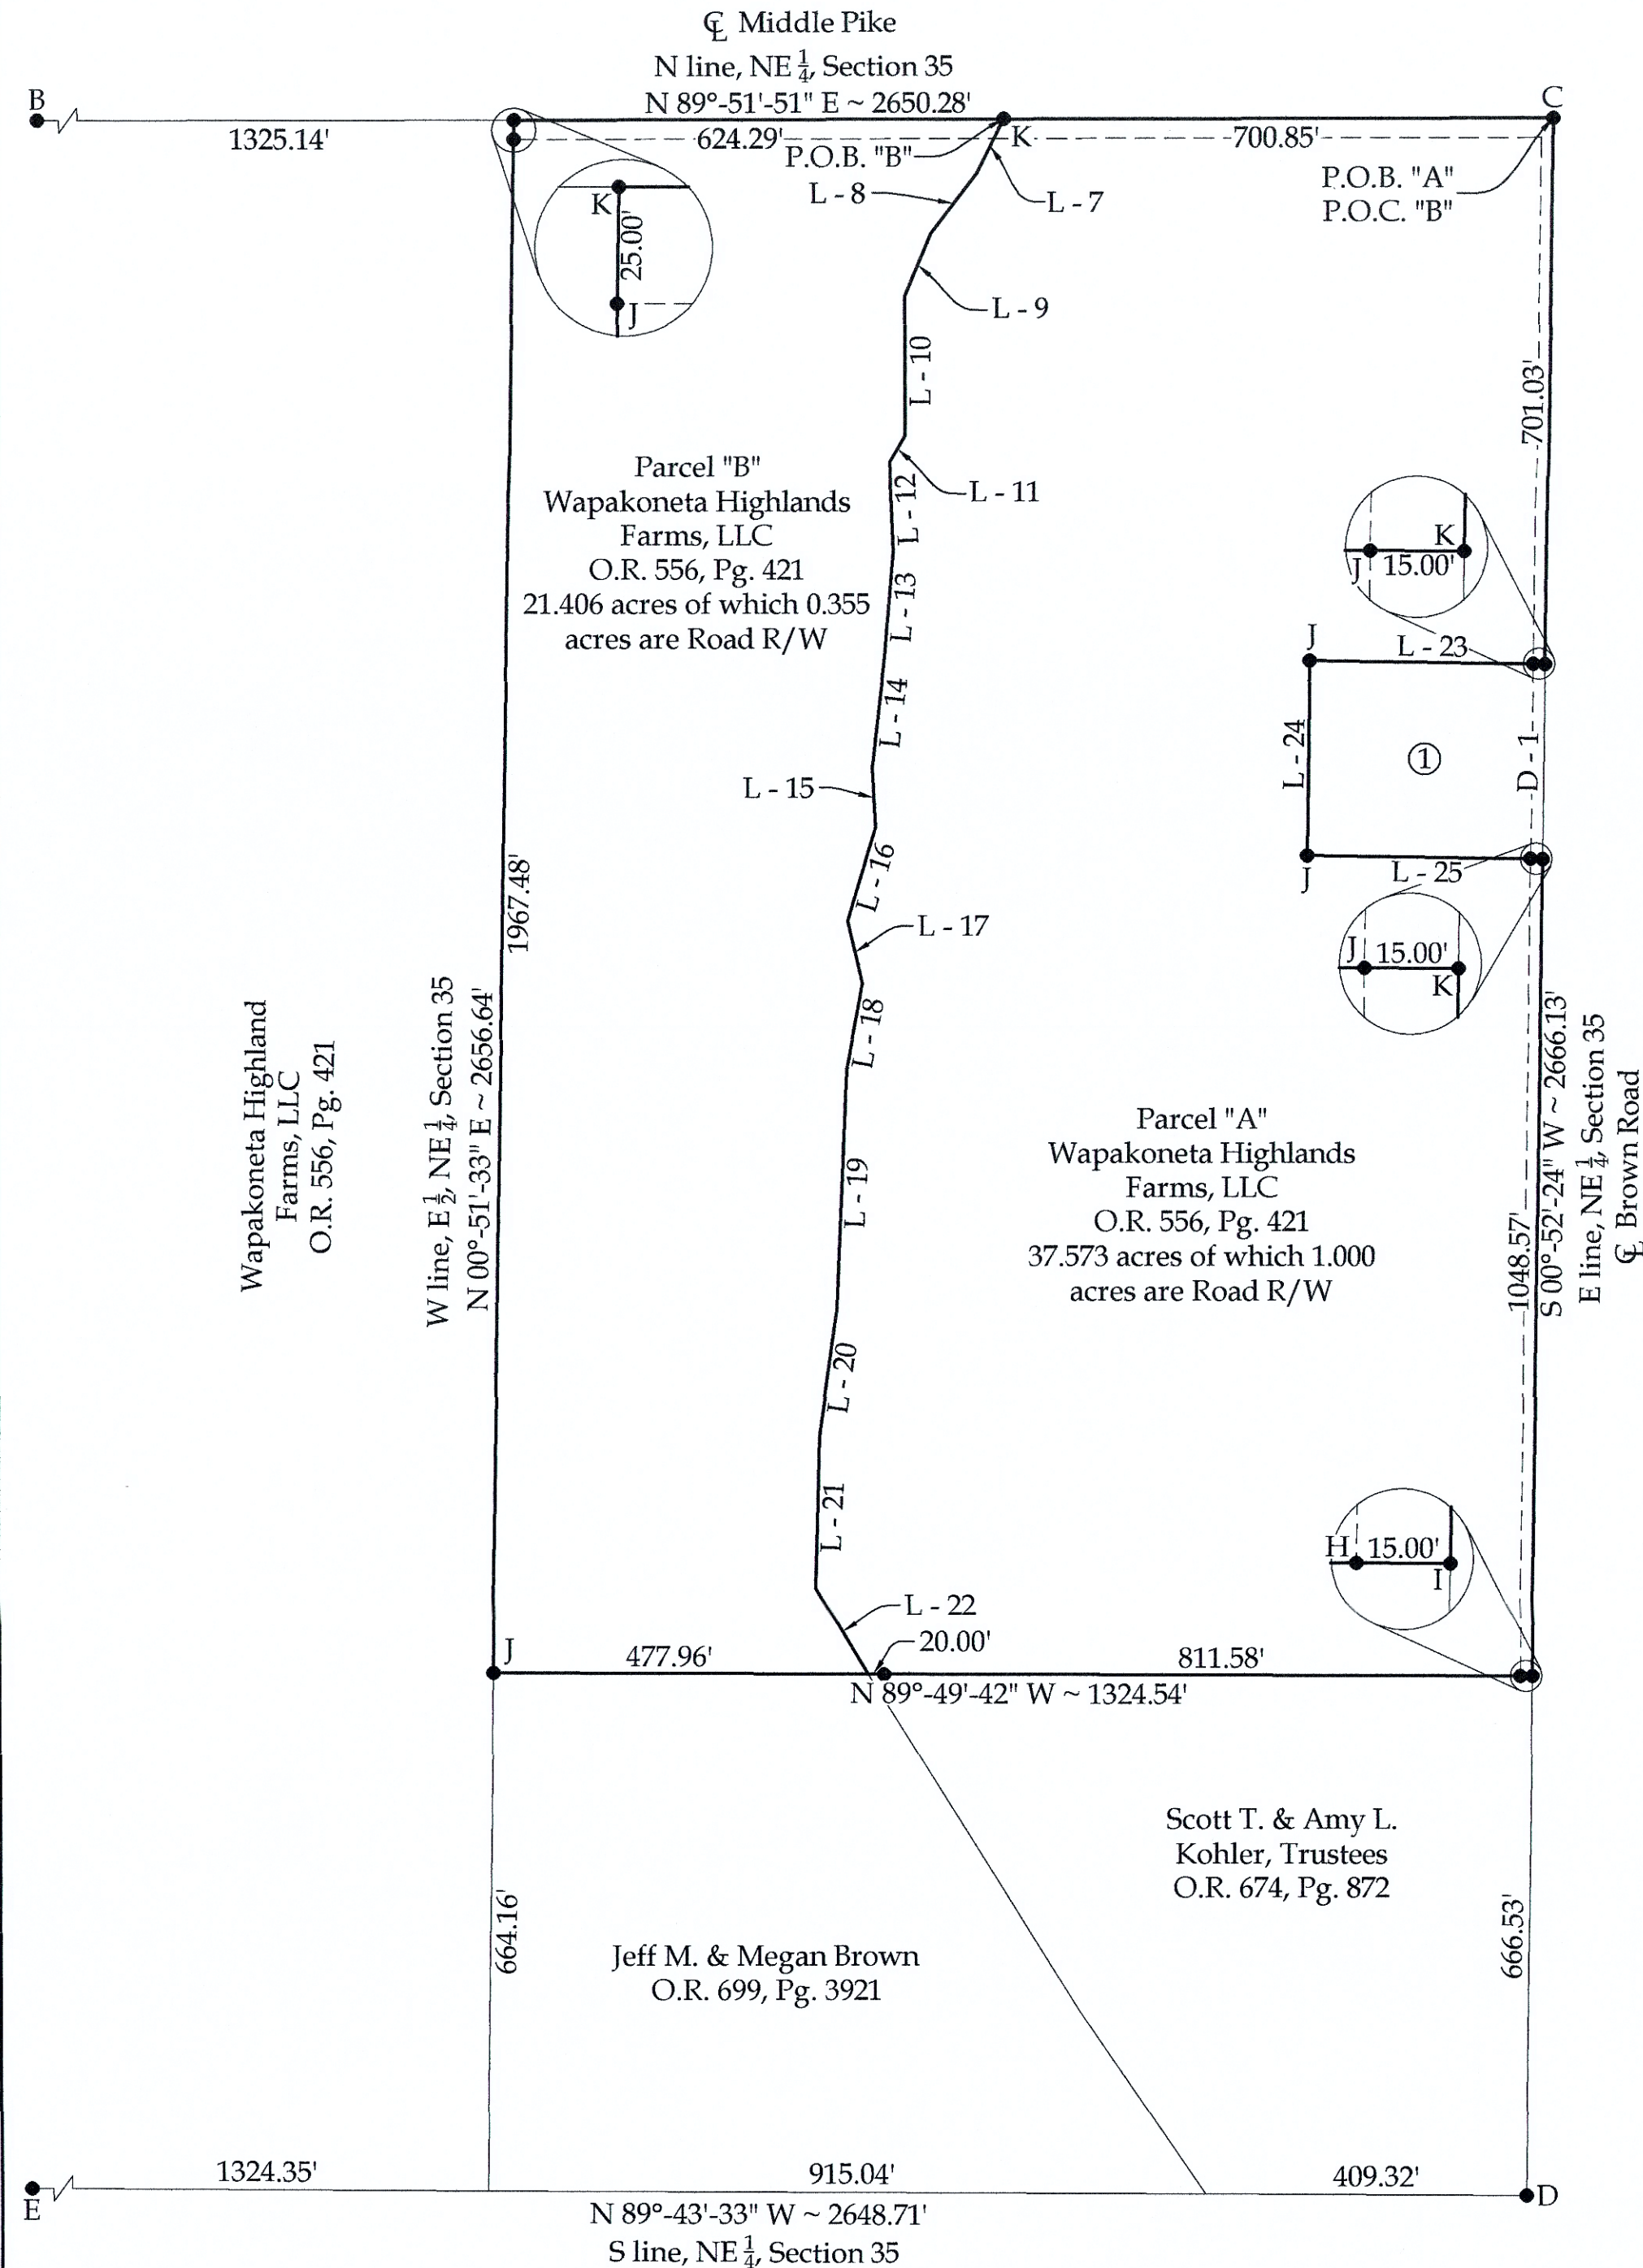 ℄ Middle Pike
N line, NE 1/4, Section 35
N 89°-51'-51" E ~ 2650.28'
B
C
1325.14'
624.29'
K
700.85'
P.O.B. "B"
P.O.B. "A"
P.O.C. "B"
L - 8
L - 7
K
25.00'
J
L - 9
L - 10
701.03'
Parcel "B"
Wapakoneta Highlands
Farms, LLC
O.R. 556, Pg. 421
21.406 acres of which 0.355
acres are Road R/W
L - 11
L - 12
K
J
15.00'
L - 13
J
L - 23
L - 14
L - 24
1
D - 1
L - 15
L - 16
J
L - 25
1967.48'
L - 17
J
15.00'
K
L - 18
Wapakoneta Highland
Farms, LLC
O.R. 556, Pg. 421
W line, E 1/2, NE 1/4, Section 35
N 00°-51'-33" E ~ 2656.64'
L - 19
Parcel "A"
Wapakoneta Highlands
Farms, LLC
O.R. 556, Pg. 421
37.573 acres of which 1.000
acres are Road R/W
1048.57'
S 00°-52'-24" W ~ 2666.13'
E line, NE 1/4, Section 35
℄ Brown Road
L - 20
L - 21
H
15.00'
I
L - 22
20.00'
J
477.96'
811.58'
N 89°-49'-42" W ~ 1324.54'
Scott T. & Amy L.
Kohler, Trustees
O.R. 674, Pg. 872
664.16'
666.53'
Jeff M. & Megan Brown
O.R. 699, Pg. 3921
1324.35'
915.04'
409.32'
E
D
N 89°-43'-33" W ~ 2648.71'
S line, NE 1/4, Section 35